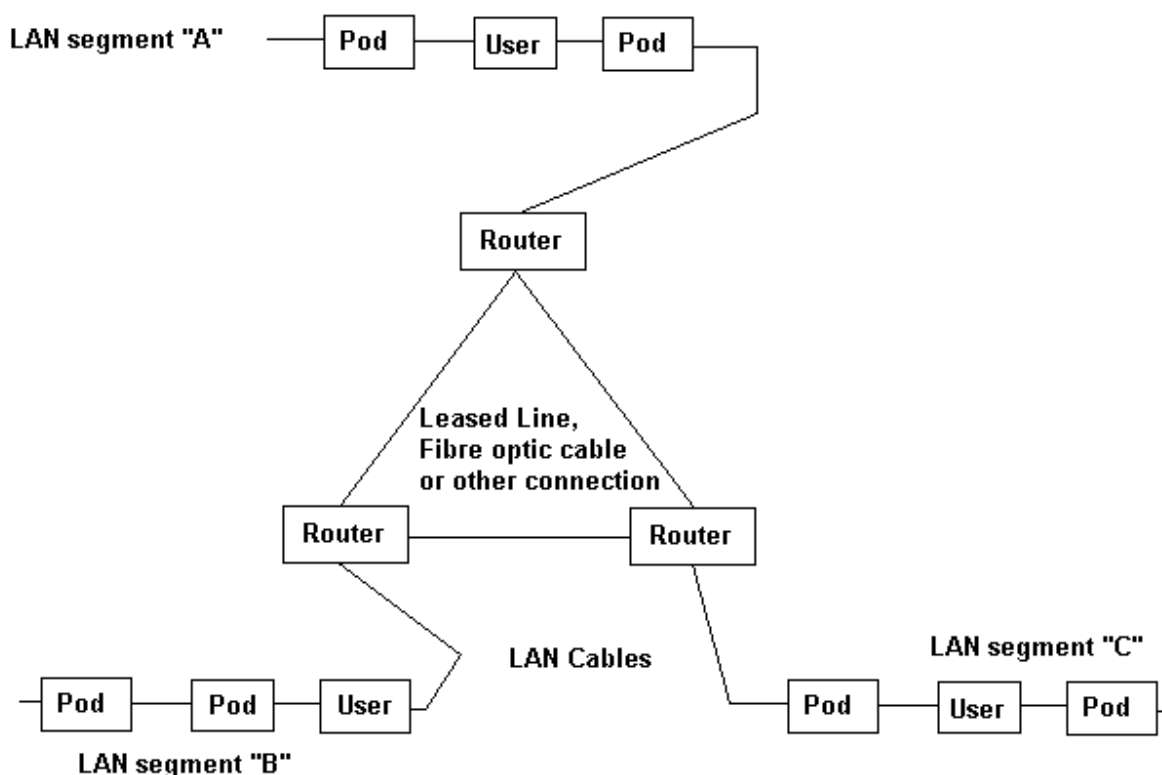 LAN segment "A"
Pod
User
Pod
Router
Leased Line,
Fibre optic cable
or other connection
Router
Router
LAN Cables
LAN segment "C"
Pod
Pod
User
Pod
User
Pod
LAN segment "B"